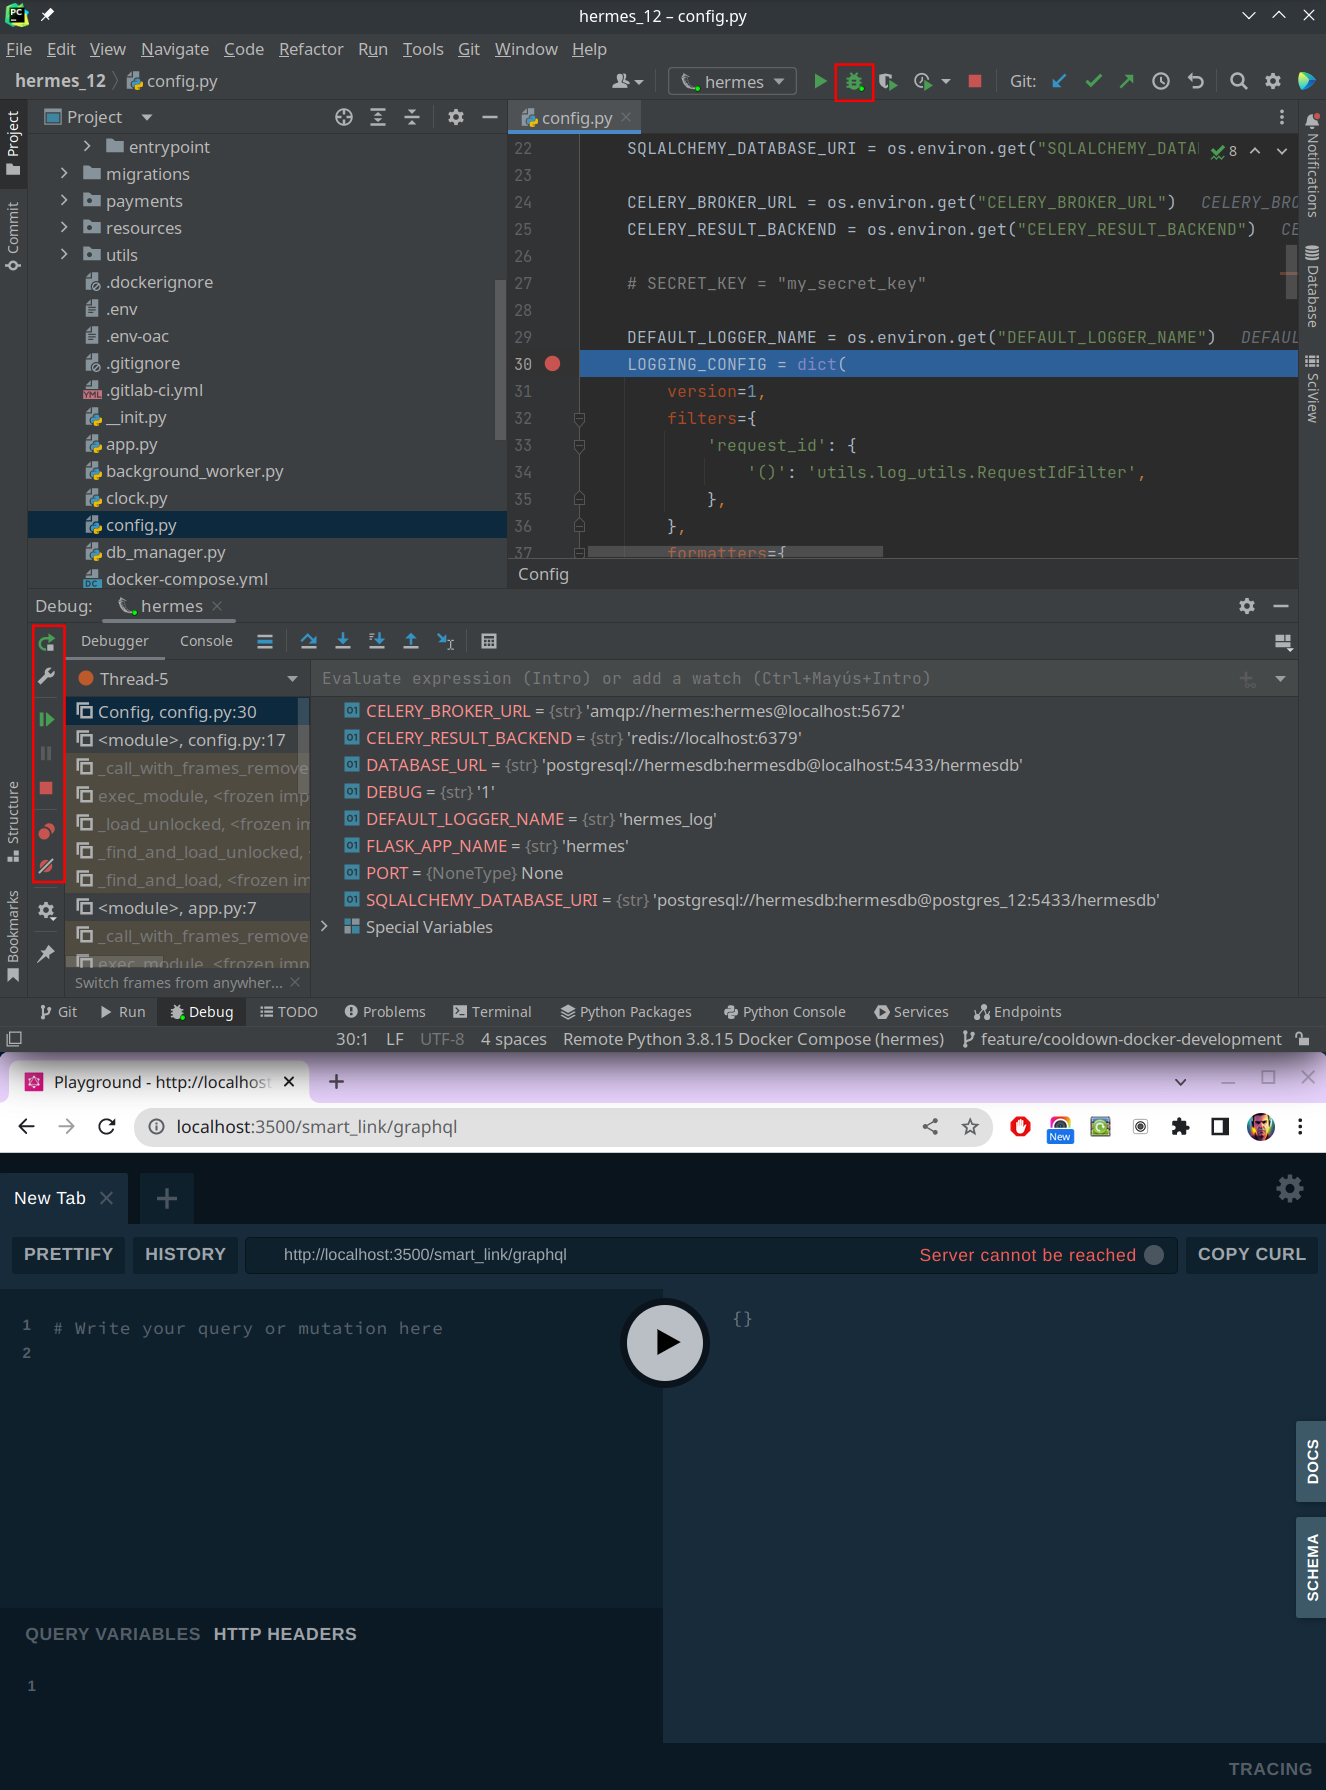 hermes_12 – config.py
File Edit View Navigate Code Refactor Run Tools Git Window Help
hermes_12 config.py hermes Git:
Project
config.py
entrypoint
migrations
payments
resources
utils
.dockerignore
.env
.env-oac
.gitignore
.gitlab-ci.yml
__init.py
app.py
background_worker.py
clock.py
config.py
db_manager.py
docker-compose.yml
22 SQLALCHEMY_DATABASE_URI = os.environ.get("SQLALCHEMY_DATA 8
23
24 CELERY_BROKER_URL = os.environ.get("CELERY_BROKER_URL") CELERY_BRO
25 CELERY_RESULT_BACKEND = os.environ.get("CELERY_RESULT_BACKEND") CE
26
27 # SECRET_KEY = "my_secret_key"
28
29 DEFAULT_LOGGER_NAME = os.environ.get("DEFAULT_LOGGER_NAME") DEFAUL
30 LOGGING_CONFIG = dict(
31 version=1,
32 filters={
33 'request_id': {
34 '()': 'utils.log_utils.RequestIdFilter',
35 },
36 },
37 formatters={
Config
Project
Commit
Structure
Bookmarks
Notifications
Database
SciView
Debug: hermes
Debugger Console
Thread-5
Evaluate expression (Intro) or add a watch (Ctrl+Mayús+Intro)
Config, config.py:30
<module>, config.py:17
_call_with_frames_remove
exec_module, <frozen imp
_load_unlocked, <frozen im
_find_and_load_unlocked,
_find_and_load, <frozen im
<module>, app.py:7
_call_with_frames_remove
exec_module, <frozen imp
Switch frames from anywher...
CELERY_BROKER_URL = {str} 'amqp://hermes:hermes@localhost:5672'
CELERY_RESULT_BACKEND = {str} 'redis://localhost:6379'
DATABASE_URL = {str} 'postgresql://hermesdb:hermesdb@localhost:5433/hermesdb'
DEBUG = {str} '1'
DEFAULT_LOGGER_NAME = {str} 'hermes_log'
FLASK_APP_NAME = {str} 'hermes'
PORT = {NoneType} None
SQLALCHEMY_DATABASE_URI = {str} 'postgresql://hermesdb:hermesdb@postgres_12:5433/hermesdb'
Special Variables
Git Run Debug TODO Problems Terminal Python Packages Python Console Services Endpoints
30:1 LF UTF-8 4 spaces Remote Python 3.8.15 Docker Compose (hermes) feature/cooldown-docker-development
Playground - http://localhost
localhost:3500/smart_link/graphql
New
New Tab
PRETTIFY HISTORY http://localhost:3500/smart_link/graphql Server cannot be reached COPY CURL
1 # Write your query or mutation here
2
{}
DOCS
SCHEMA
QUERY VARIABLES HTTP HEADERS
1
TRACING